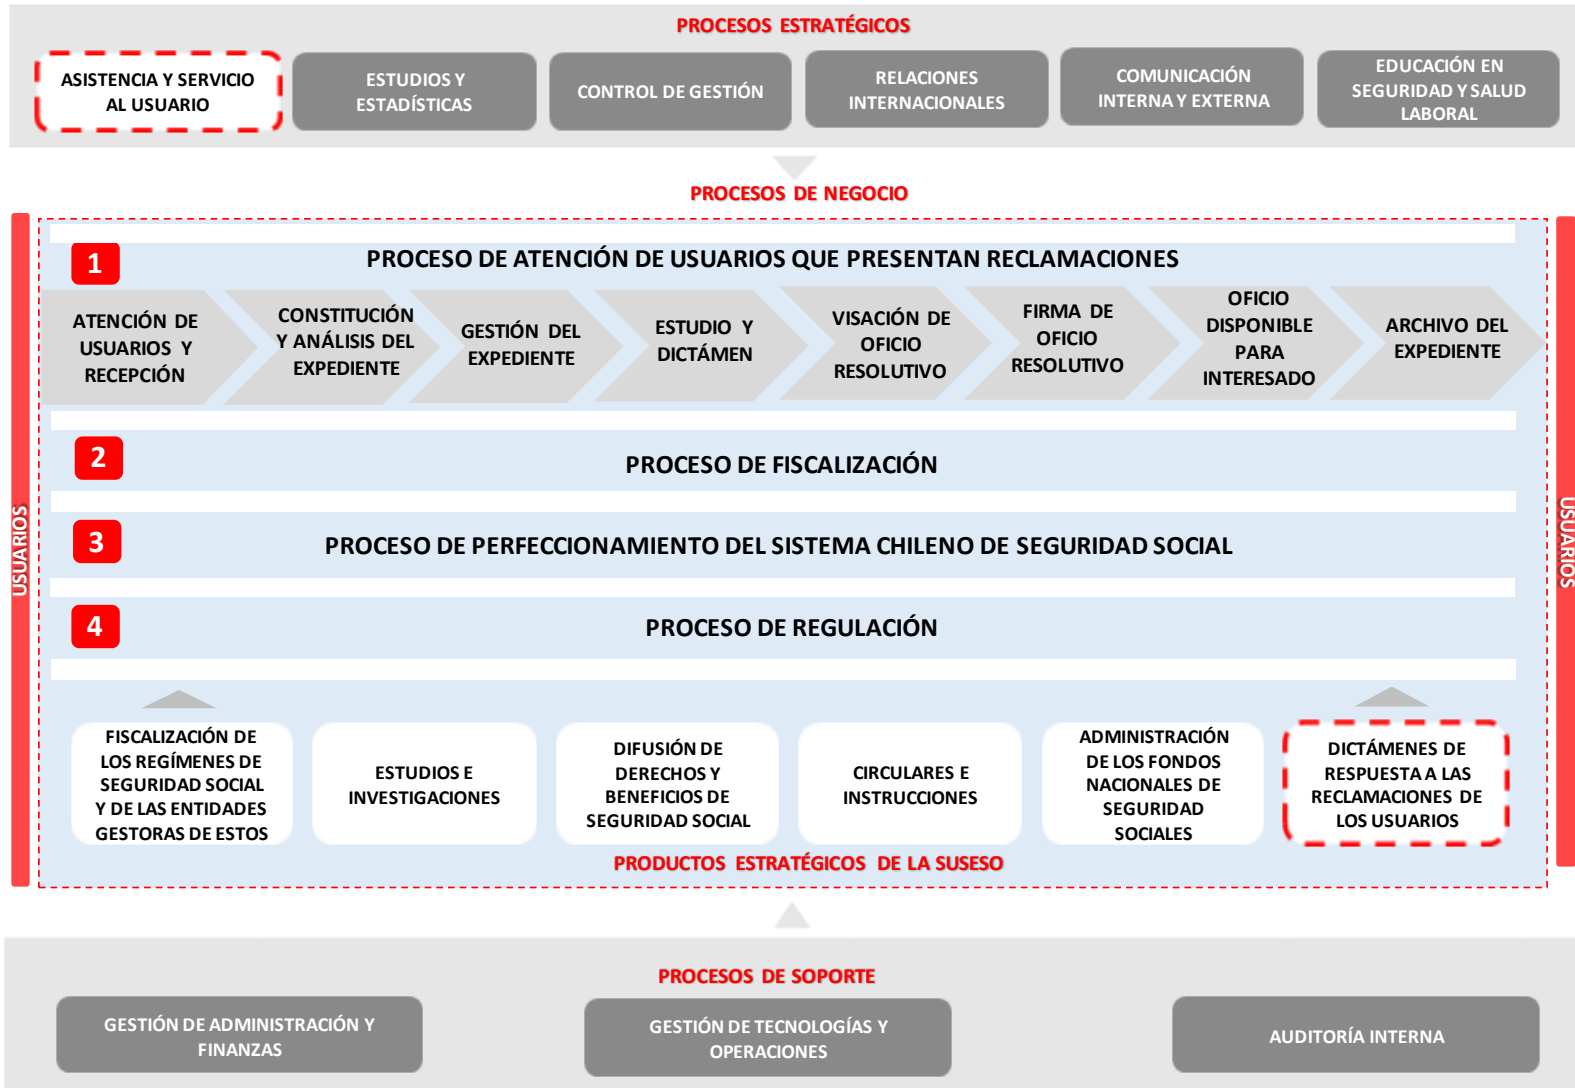 PROCESOS ESTRATÉGICOS
ASISTENCIA Y SERVICIO
AL USUARIO
ESTUDIOS Y
ESTADÍSTICAS
CONTROL DE GESTIÓN
RELACIONES
INTERNACIONALES
COMUNICACIÓN
INTERNA Y EXTERNA
EDUCACIÓN EN
SEGURIDAD Y SALUD
LABORAL
PROCESOS DE NEGOCIO
USUARIOS
1
PROCESO DE ATENCIÓN DE USUARIOS QUE PRESENTAN RECLAMACIONES
ATENCIÓN DE
USUARIOS Y
RECEPCIÓN
CONSTITUCIÓN
Y ANÁLISIS DEL
EXPEDIENTE
GESTIÓN DEL
EXPEDIENTE
ESTUDIO Y
DICTÁMEN
VISACIÓN DE
OFICIO
RESOLUTIVO
FIRMA DE
OFICIO
RESOLUTIVO
OFICIO
DISPONIBLE
PARA
INTERESADO
ARCHIVO DEL
EXPEDIENTE
2
PROCESO DE FISCALIZACIÓN
3
PROCESO DE PERFECCIONAMIENTO DEL SISTEMA CHILENO DE SEGURIDAD SOCIAL
4
PROCESO DE REGULACIÓN
FISCALIZACIÓN DE
LOS REGÍMENES DE
SEGURIDAD SOCIAL
Y DE LAS ENTIDADES
GESTORAS DE ESTOS
ESTUDIOS E
INVESTIGACIONES
DIFUSIÓN DE
DERECHOS Y
BENEFICIOS DE
SEGURIDAD SOCIAL
CIRCULARES E
INSTRUCCIONES
ADMINISTRACIÓN
DE LOS FONDOS
NACIONALES DE
SEGURIDAD
SOCIALES
DICTÁMENES DE
RESPUESTA A LAS
RECLAMACIONES DE
LOS USUARIOS
PRODUCTOS ESTRATÉGICOS DE LA SUSESO
USUARIOS
PROCESOS DE SOPORTE
GESTIÓN DE ADMINISTRACIÓN Y
FINANZAS
GESTIÓN DE TECNOLOGÍAS Y
OPERACIONES
AUDITORÍA INTERNA